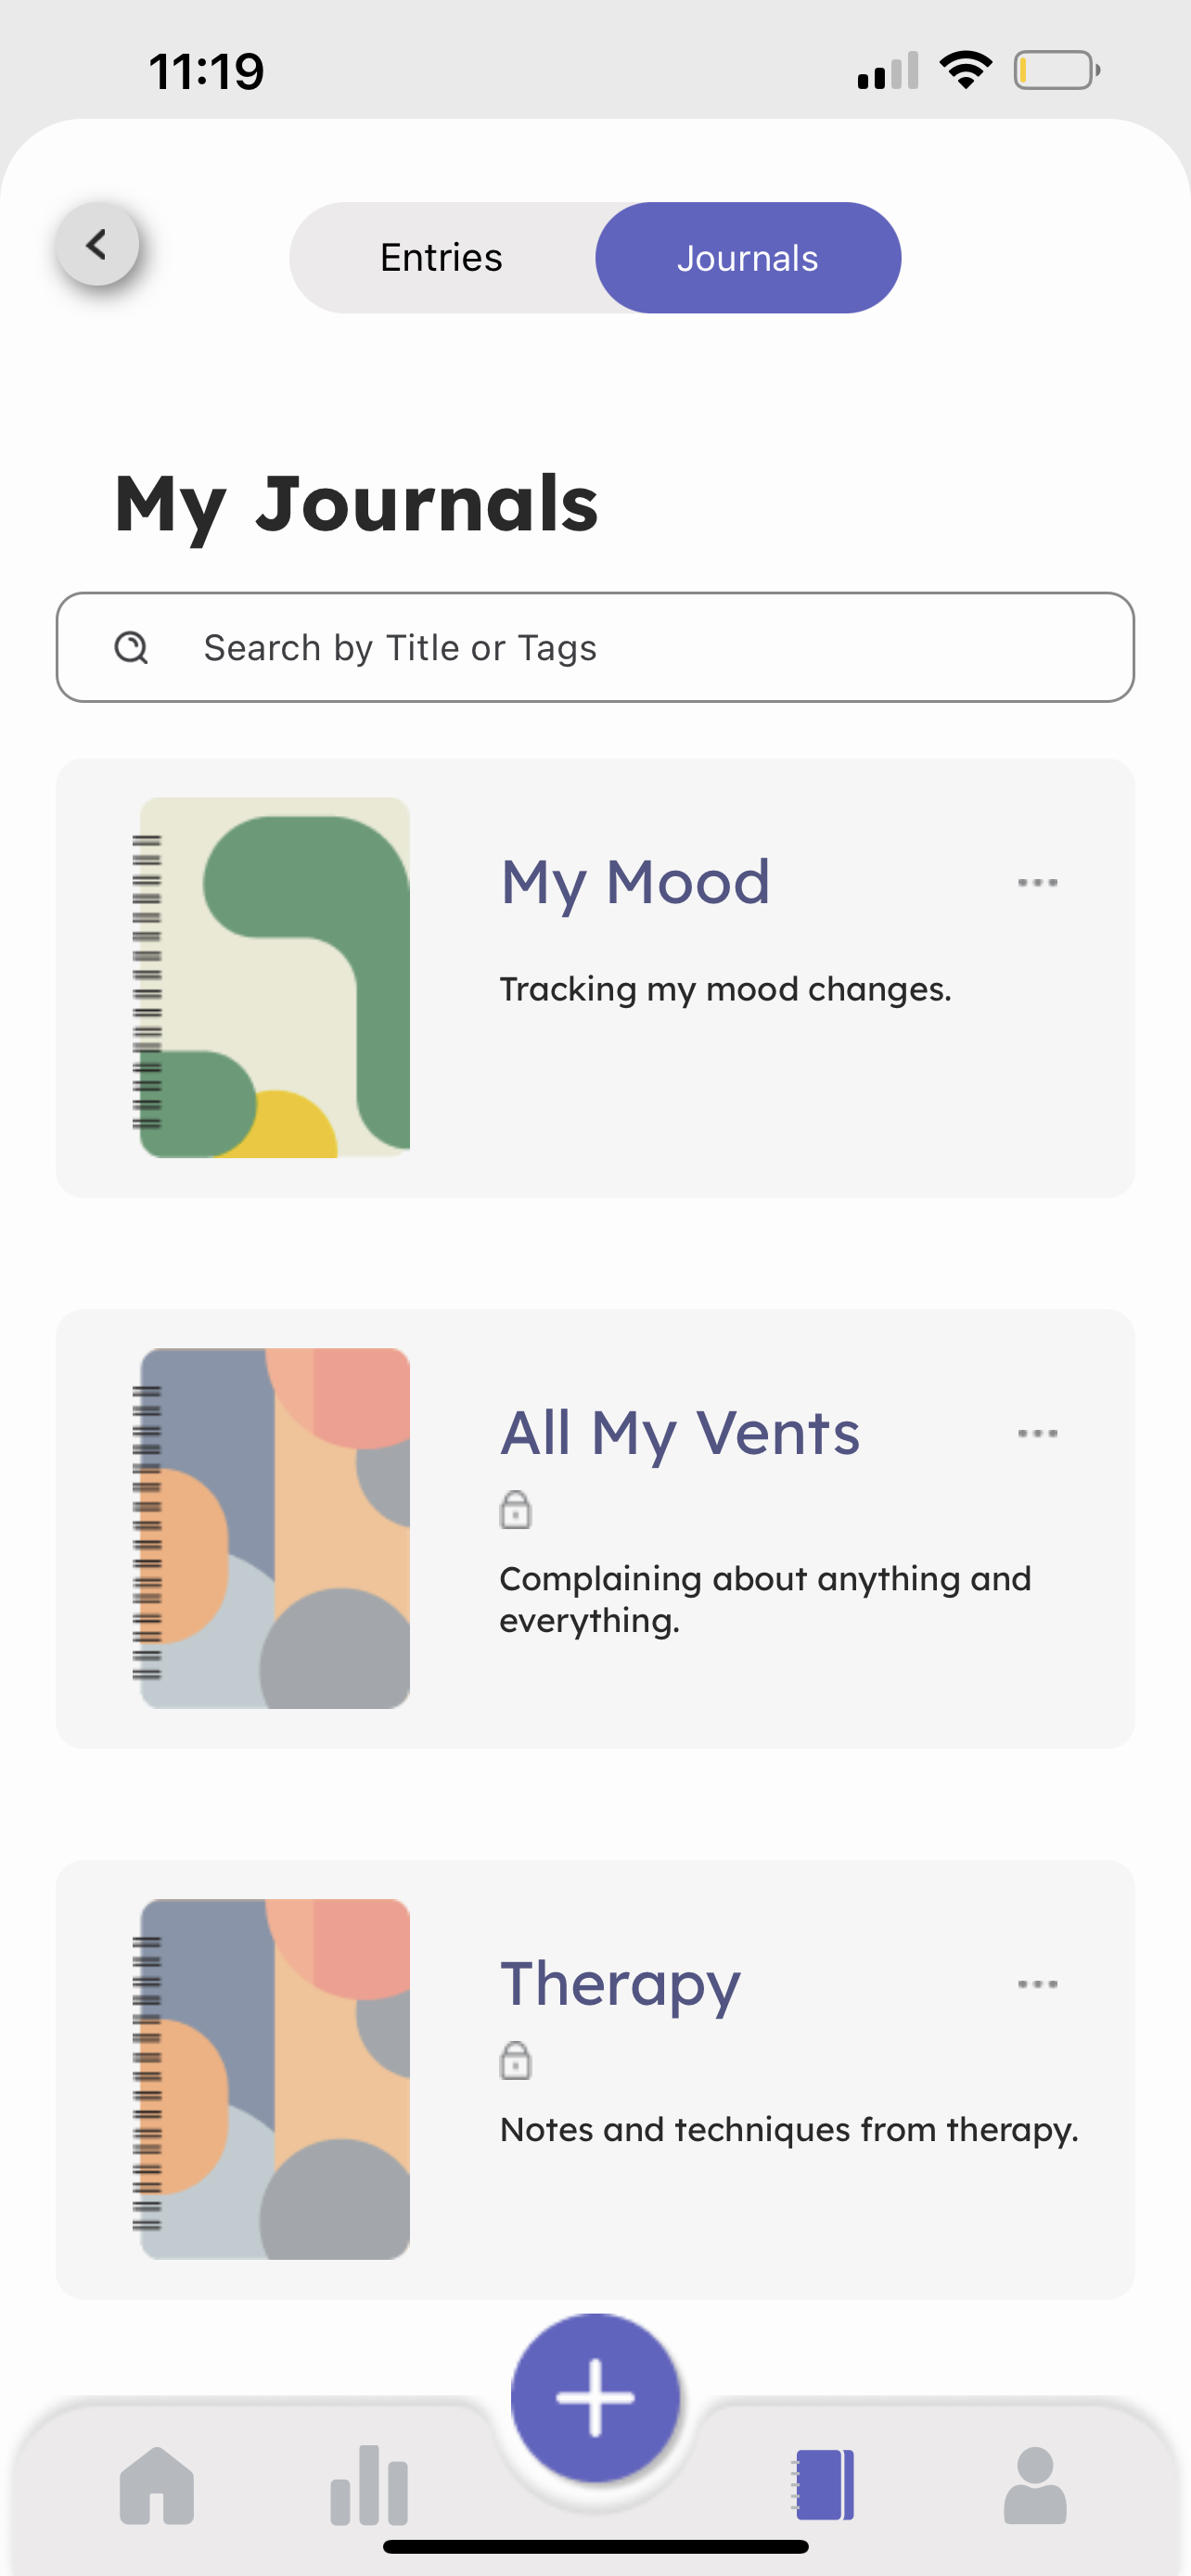 11:19
Entries
Journals
My Journals
Search by Title or Tags
My Mood
Tracking my mood changes.
All My Vents
Complaining about anything and
everything.
Therapy
Notes and techniques from therapy.